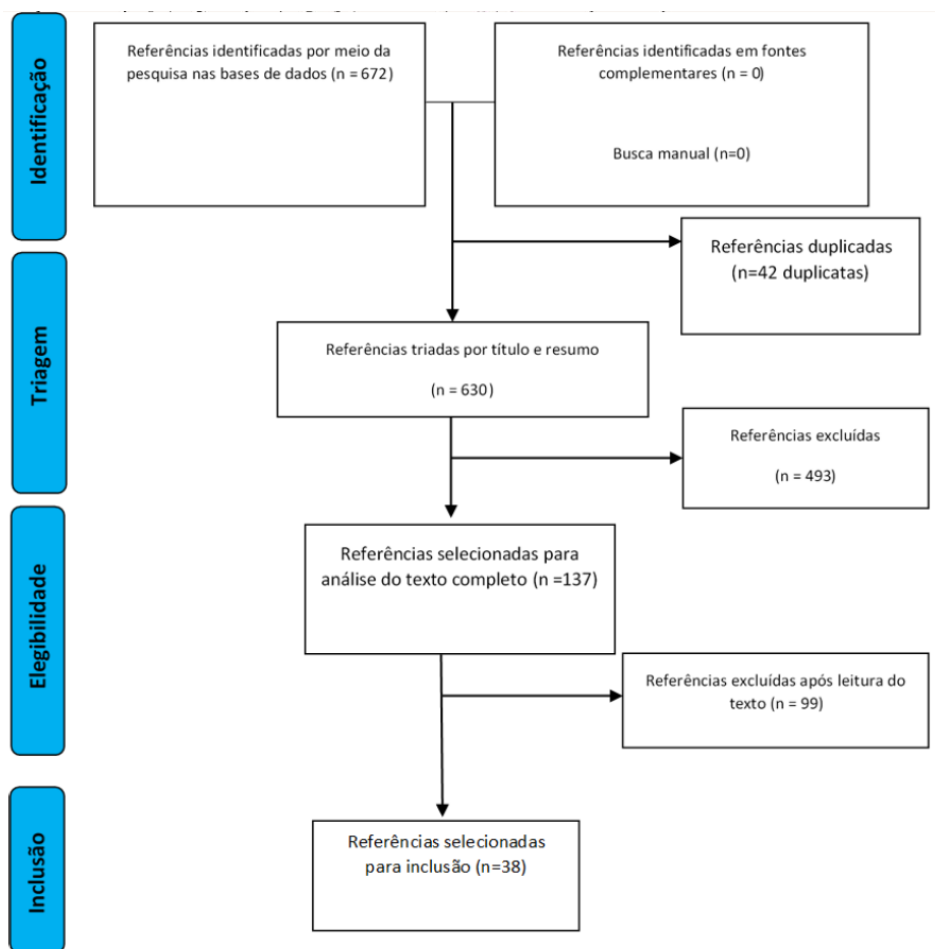 Identificação
Referências identificadas por meio da
pesquisa nas bases de dados (n = 672)
Referências identificadas em fontes
complementares (n = 0)
Busca manual (n=0)
Referências duplicadas
(n=42 duplicatas)
Triagem
Referências triadas por título e resumo
(n = 630)
Referências excluídas
(n = 493)
Elegibilidade
Referências selecionadas para
análise do texto completo (n =137)
Referências excluídas após leitura do
texto (n = 99)
Inclusão
Referências selecionadas
para inclusão (n=38)